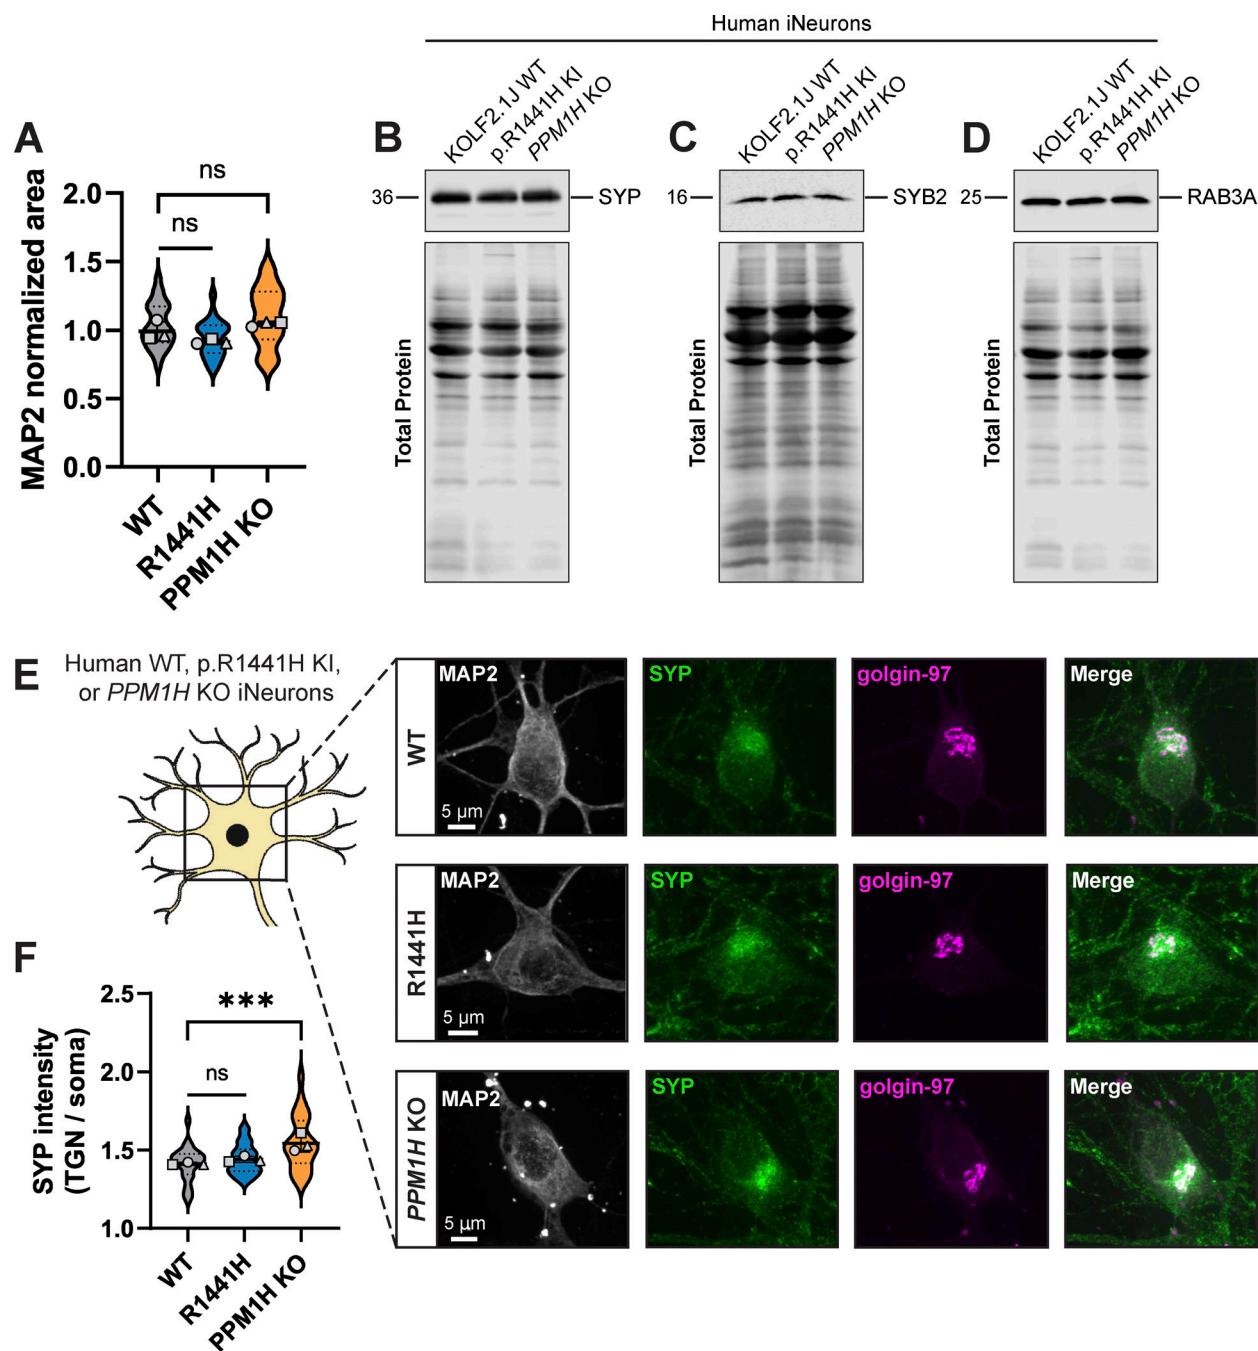 Human iNeurons
A
MAP2 normalized area
2.0
1.5
1.0
0.5
0.0
ns
ns
WT
R1441H
PPM1H KO
B
KOLF2.1J WT
p.R1441H KI
PPM1H KO
36
SYP
Total Protein
C
KOLF2.1J WT
p.R1441H KI
PPM1H KO
16
SYB2
Total Protein
D
KOLF2.1J WT
p.R1441H KI
PPM1H KO
25
RAB3A
Total Protein
E
Human WT, p.R1441H KI,
or PPM1H KO iNeurons
WT
MAP2
5 µm
SYP
golgin-97
Merge
R1441H
MAP2
5 µm
SYP
golgin-97
Merge
PPM1H KO
MAP2
5 µm
SYP
golgin-97
Merge
F
SYP intensity
(TGN / soma)
2.5
2.0
1.5
1.0
***
ns
WT
R1441H
PPM1H KO